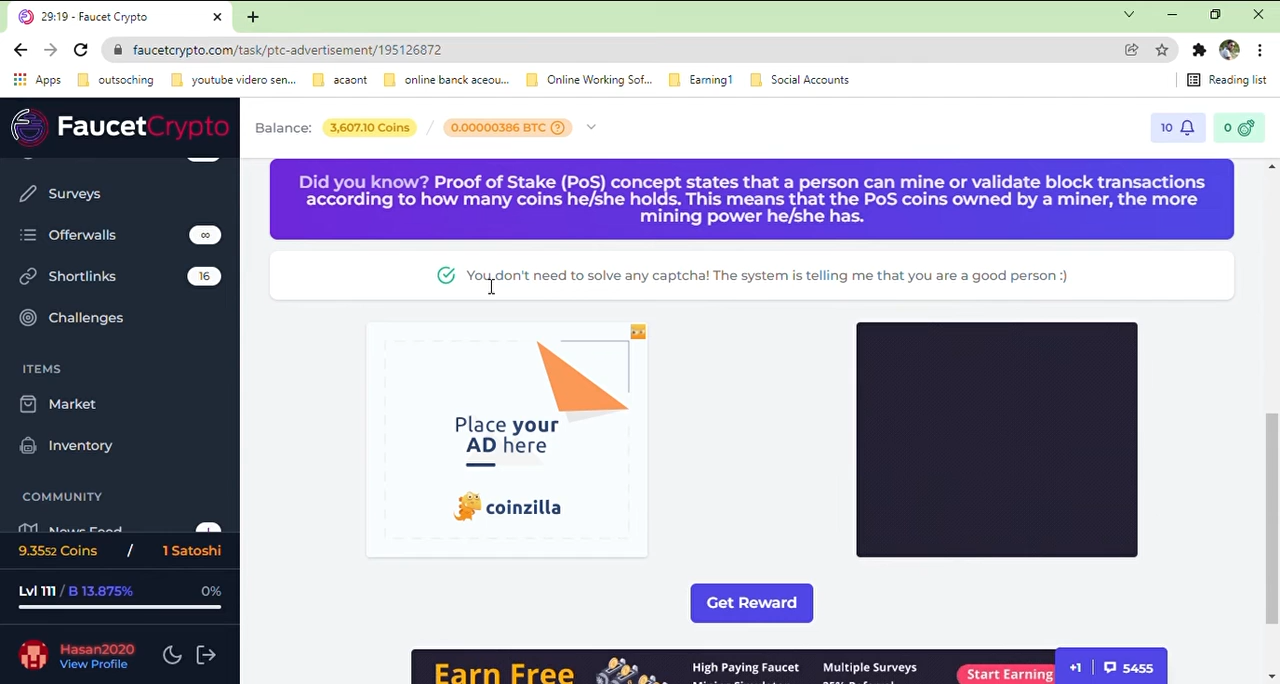 29:19 - Faucet Crypto
faucetcrypto.com/task/ptc-advertisement/195126872
Apps
outsoching
youtube videro sen...
acaont
online banck aceou...
Online Working Sof...
Earning1
Social Accounts
Reading list
FaucetCrypto
Balance:
3,607.10 Coins
/
0.00000386 BTC
10
0
Surveys
Offerwalls
∞
Shortlinks
16
Challenges
ITEMS
Market
Inventory
COMMUNITY
News Feed
9.3552 Coins / 1 Satoshi
Lvl 111 / B 13.875% 0%
Hasan2020
View Profile
Did you know? Proof of Stake (PoS) concept states that a person can mine or validate block transactions
according to how many coins he/she holds. This means that the PoS coins owned by a miner, the more
mining power he/she has.
You don't need to solve any captcha! The system is telling me that you are a good person :)
Place your
AD here
coinzilla
Get Reward
Earn Free
High Paying Faucet
Multiple Surveys
Start Earning
+1
5455